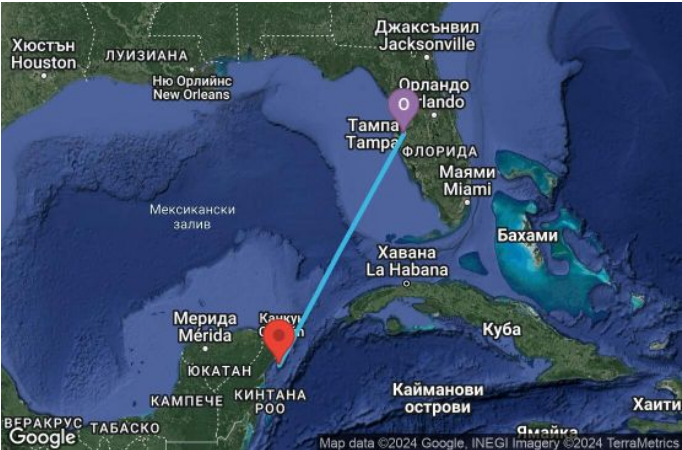 Джаксънвил
Jacksonville
Хюстън
Houston
ЛУИЗИАНА
Ню Орлийнс
New Orleans
Орландо
O
Тампа
Tampa
ФЛОРИДА
Маями
Miami
Мексикански
залив
Бахами
Хавана
La Habana
Мерида
Mérida
Куба
ЮКАТАН
КАМПЕЧЕ
КИНТАНА
РОО
Кайманови
острови
Хаити
ВЕРАКРУС
ТАБАСКО
Ямайка
Google
Map data ©2024 Google, INEGI Imagery ©2024 TerraMetrics